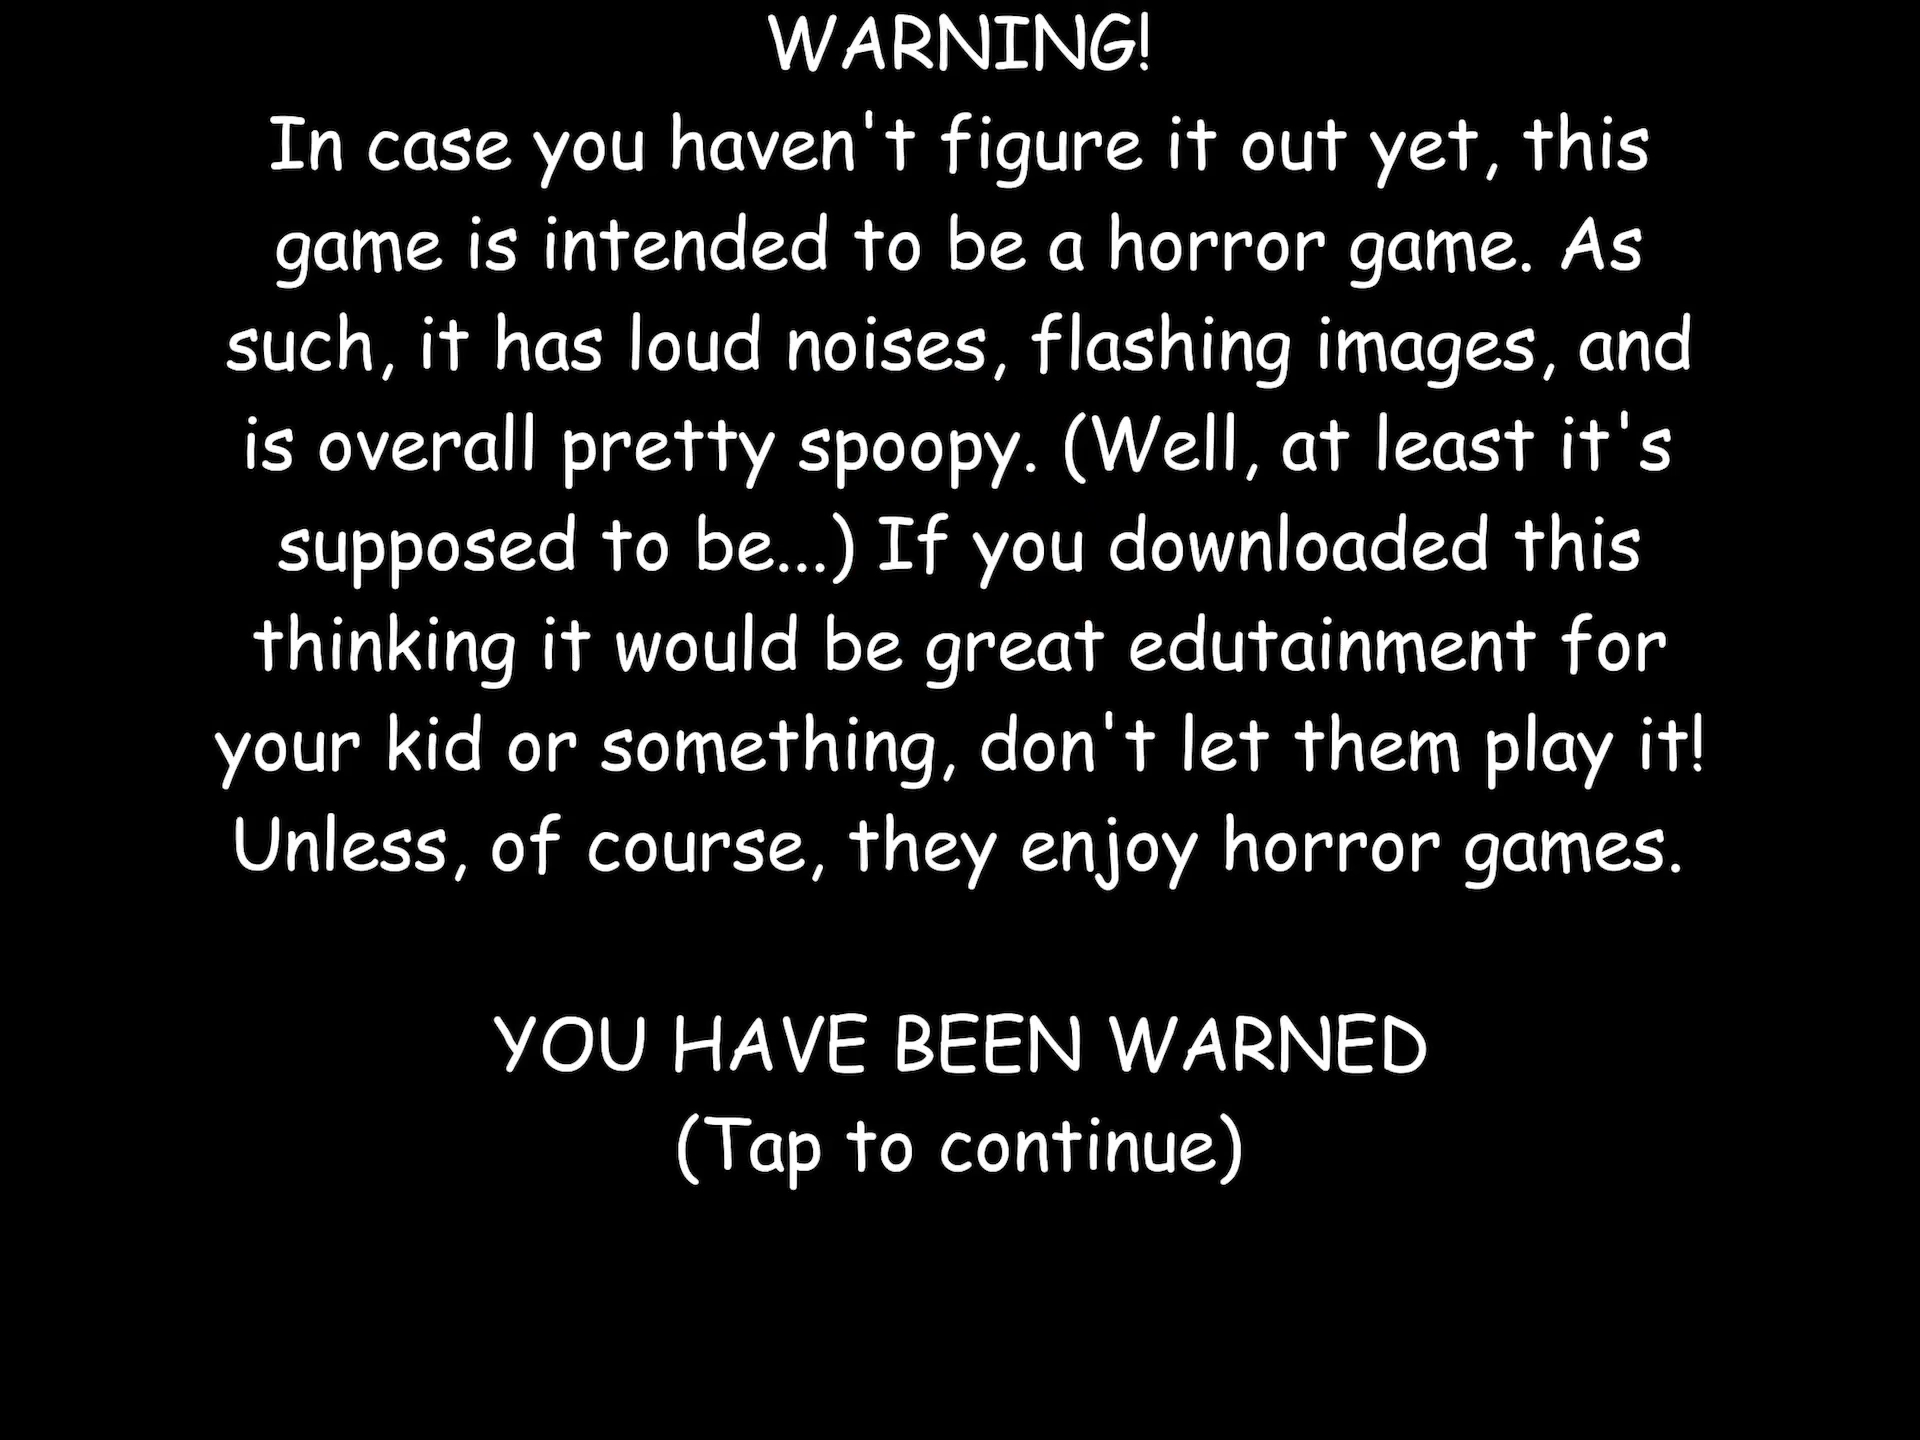 WARNING!
In case you haven't figure it out yet, this
game is intended to be a horror game. As
such, it has loud noises, flashing images, and
is overall pretty spoopy. (Well, at least it's
supposed to be...) If you downloaded this
thinking it would be great edutainment for
your kid or something, don't let them play it!
Unless, of course, they enjoy horror games.
YOU HAVE BEEN WARNED
(Tap to continue)